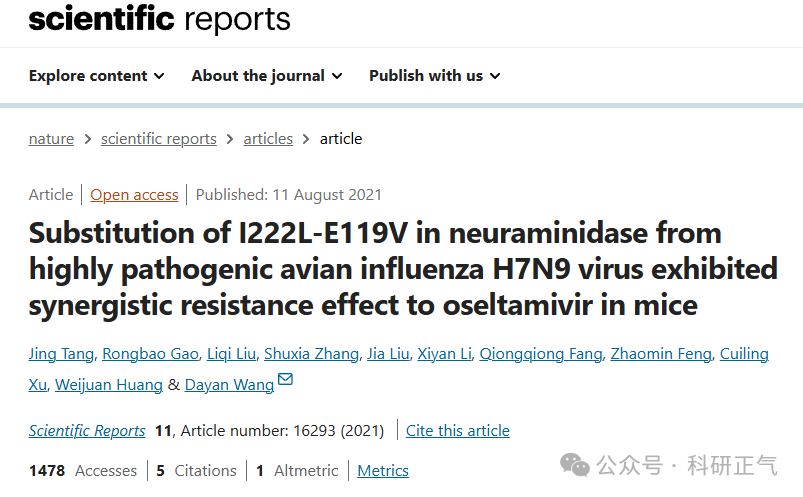 scientific reports
Explore content About the journal Publish with us
nature > scientific reports > articles > article
Article | Open access | Published: 11 August 2021
Substitution of I222L-E119V in neuraminidase from
highly pathogenic avian influenza H7N9 virus exhibited
synergistic resistance effect to oseltamivir in mice
Jing Tang, Rongbao Gao, Liqi Liu, Shuxia Zhang, Jia Liu, Xiyan Li, Qiongqiong Fang, Zhaomin Feng, Cuiling
Xu, Weijuan Huang & Dayan Wang
Scientific Reports 11, Article number: 16293 (2021) | Cite this article
1478 Accesses | 5 Citations | 1 Altmetric | Metrics
公众号 · 科研正气